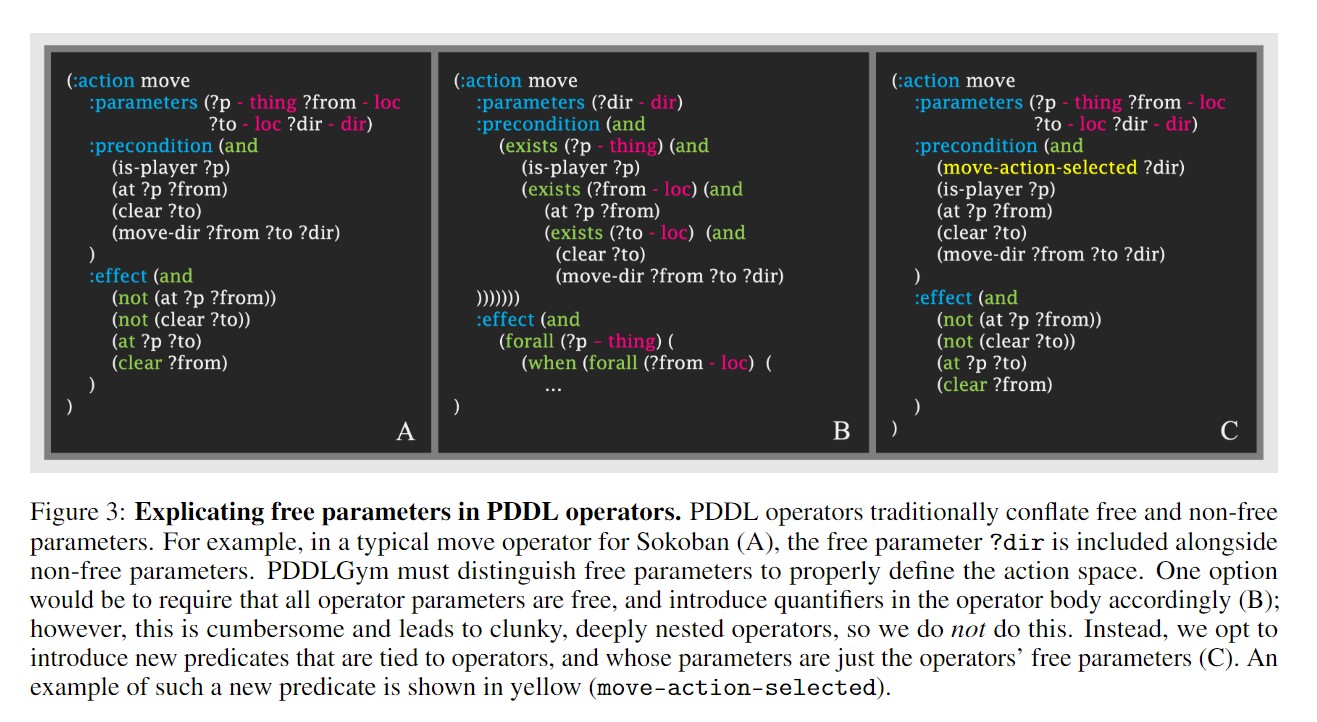 (:action move
:parameters (?p - thing ?from - loc
?to - loc ?dir - dir)
:precondition (and
(is-player ?p)
(at ?p ?from)
(clear ?to)
(move-dir ?from ?to ?dir)
)
:effect (and
(not (at ?p ?from))
(not (clear ?to))
(at ?p ?to)
(clear ?from)
)
)
A
(:action move
:parameters (?dir - dir)
:precondition (and
(exists (?p - thing) (and
(is-player ?p)
(exists (?from - loc) (and
(at ?p ?from)
(exists (?to - loc) (and
(clear ?to)
(move-dir ?from ?to ?dir)
)))))))
:effect (and
(forall (?p – thing) (
(when (forall (?from - loc) (
...
)
B
(:action move
:parameters (?p - thing ?from - loc
?to - loc ?dir - dir)
:precondition (and
(move-action-selected ?dir)
(is-player ?p)
(at ?p ?from)
(clear ?to)
(move-dir ?from ?to ?dir)
)
:effect (and
(not (at ?p ?from))
(not (clear ?to))
(at ?p ?to)
(clear ?from)
)
)
C
Figure 3: Explicating free parameters in PDDL operators. PDDL operators traditionally conflate free and non-free
parameters. For example, in a typical move operator for Sokoban (A), the free parameter ?dir is included alongside
non-free parameters. PDDLGym must distinguish free parameters to properly define the action space. One option
would be to require that all operator parameters are free, and introduce quantifiers in the operator body accordingly (B);
however, this is cumbersome and leads to clunky, deeply nested operators, so we do not do this. Instead, we opt to
introduce new predicates that are tied to operators, and whose parameters are just the operators’ free parameters (C). An
example of such a new predicate is shown in yellow (move-action-selected).